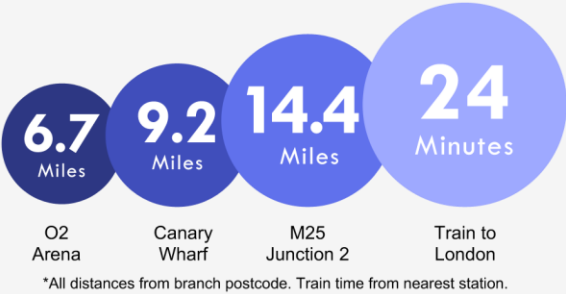 6.7
Miles
9.2
Miles
14.4
Miles
24
Minutes
O2
Arena
Canary
Wharf
M25
Junction 2
Train to
London
*All distances from branch postcode. Train time from nearest station.